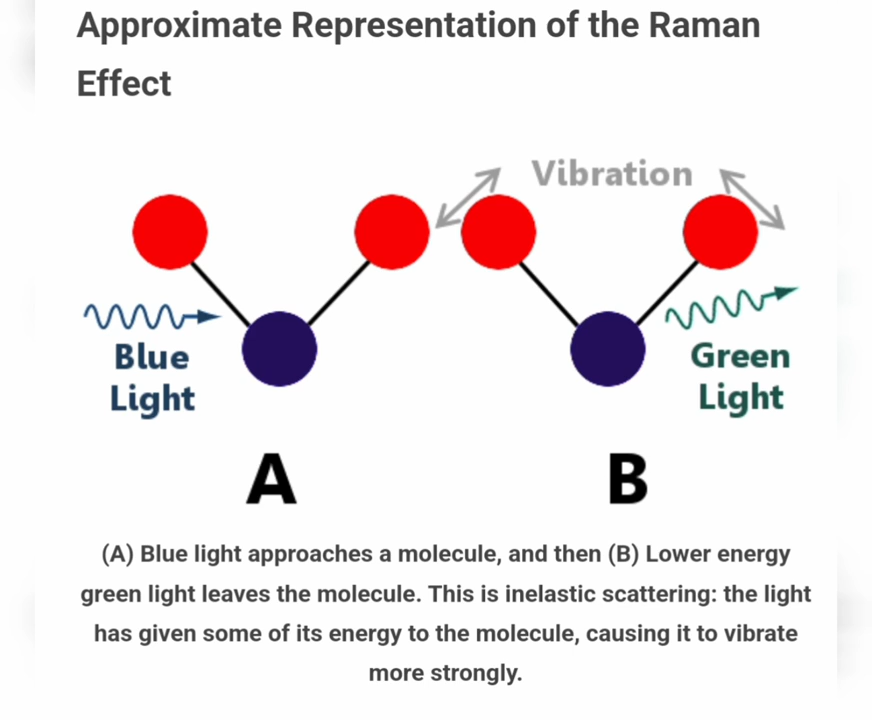 Approximate Representation of the Raman
Effect
Vibration
Blue
Light
Green
Light
A
B
(A) Blue light approaches a molecule, and then (B) Lower energy
green light leaves the molecule. This is inelastic scattering: the light
has given some of its energy to the molecule, causing it to vibrate
more strongly.